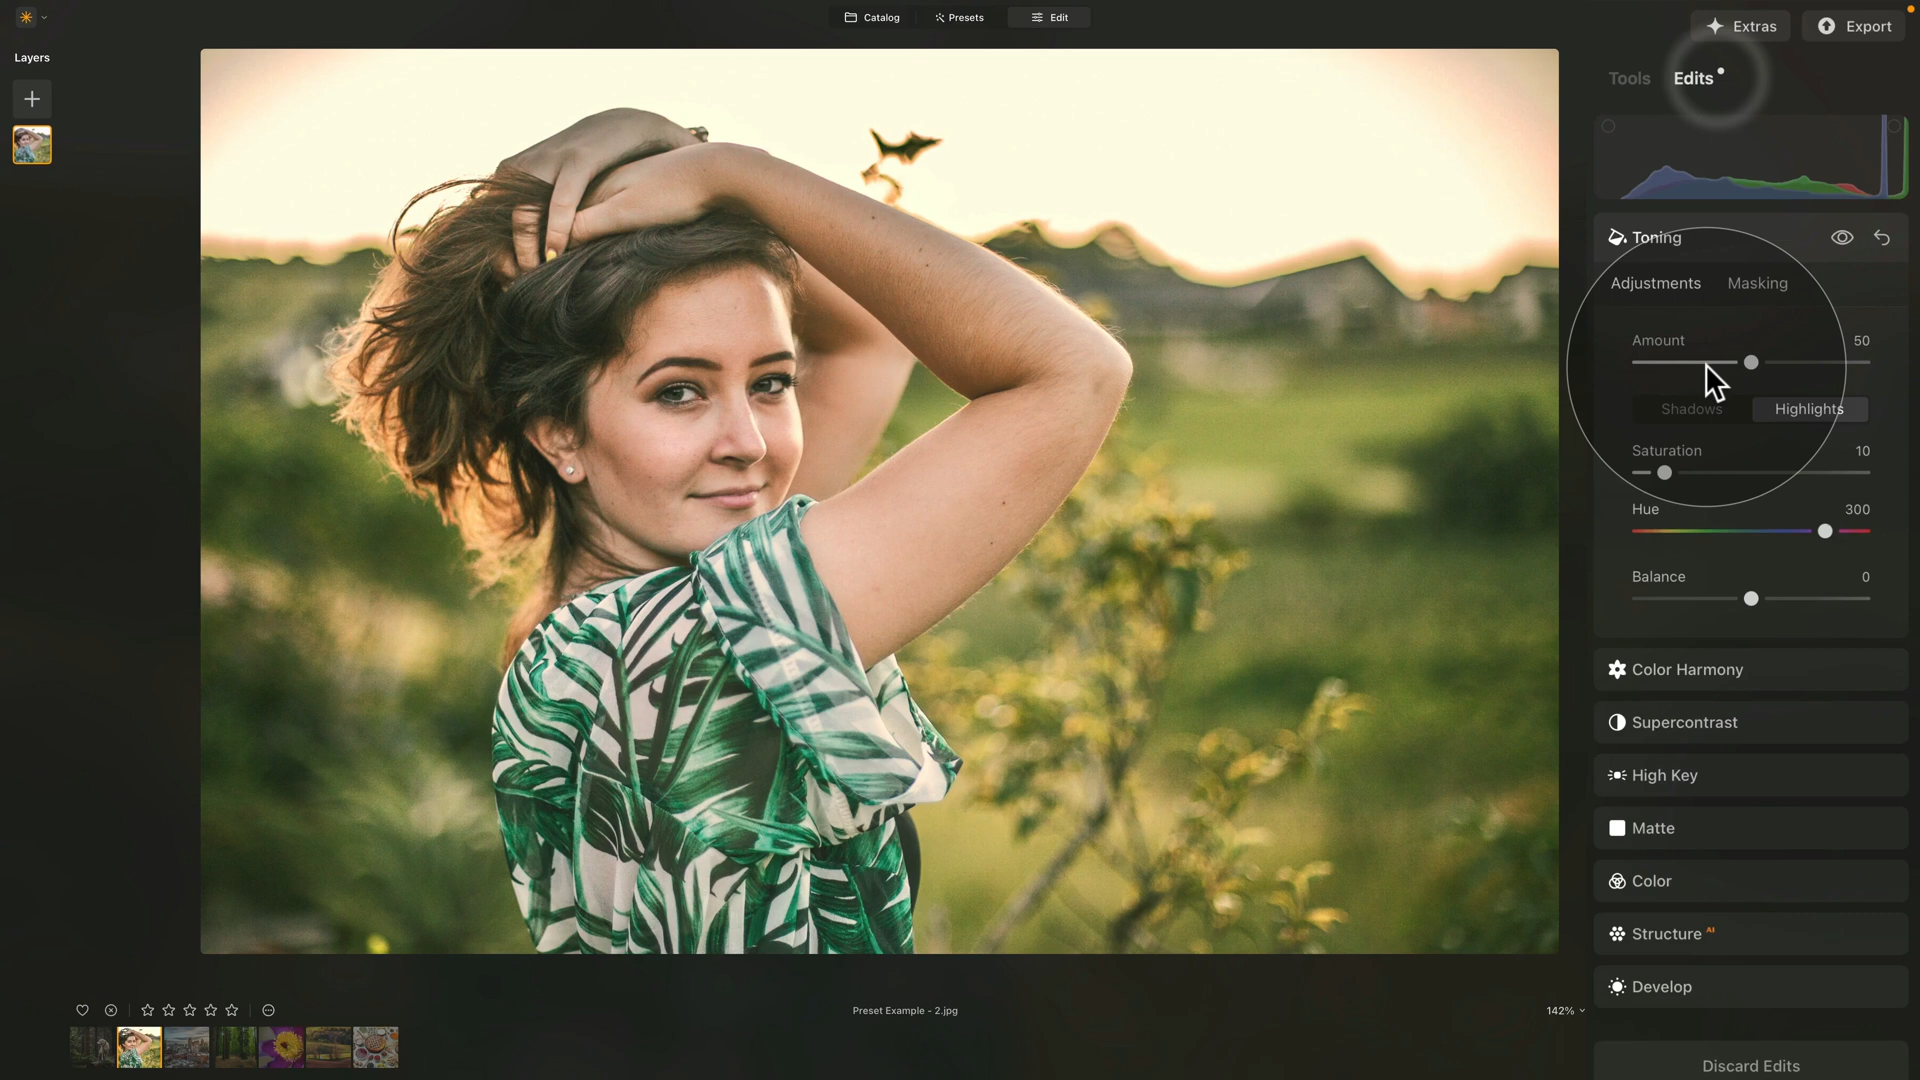 Catalog
Presets
Edit
Extras
Export
Layers
Tools
Edits
Toning
Adjustments
Masking
Amount
50
Shadows
Highlights
Saturation
10
Hue
300
Balance
0
Color Harmony
Supercontrast
High Key
Matte
Color
Structure AI
Develop
Preset Example - 2.jpg
142%
Discard Edits